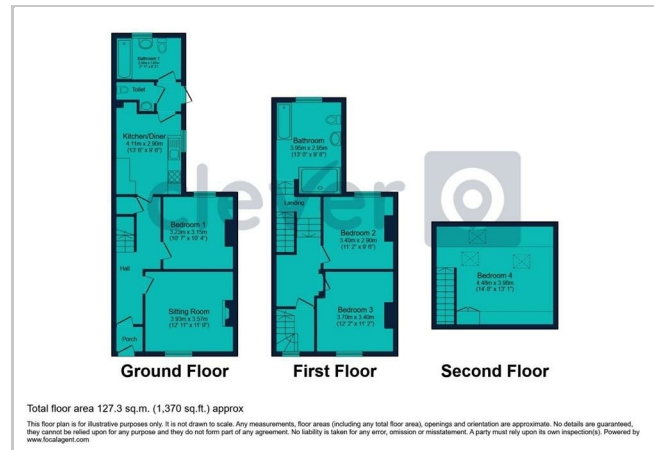 Bathroom 1
Toilet
Kitchen/Diner
4.11m x 2.90m
(13' 6" x 9' 6")
Bedroom 1
3.23m x 3.15m
(10' 7" x 10' 4")
Hall
Sitting Room
3.93m x 3.57m
(12' 11" x 11' 9")
Porch
Ground Floor
Bathroom
3.95m x 2.95m
(13' 0" x 9' 8")
Landing
Bedroom 2
3.40m x 2.90m
(11' 2" x 9' 6")
Bedroom 3
3.70m x 3.40m
(12' 2" x 11' 2")
First Floor
Bedroom 4
4.48m x 3.98m
(14' 8" x 13' 1")
Second Floor
clever
Total floor area 127.3 sq.m. (1,370 sq.ft.) approx
This floor plan is for illustrative purposes only. It is not drawn to scale. Any measurements, floor areas (including any total floor area), openings and orientation are approximate. No details are guaranteed,
they cannot be relied upon for any purpose and they do not form part of any agreement. No liability is taken for any error, omission or misstatement. A party must rely upon its own inspection(s). Powered by
www.focalagent.com